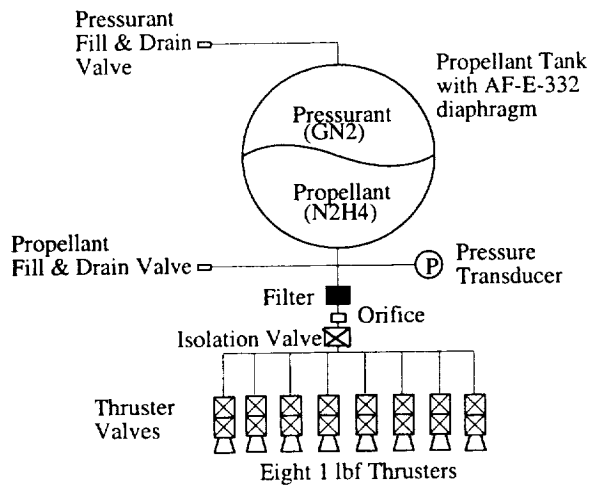 Pressurant
Fill & Drain
Valve
Propellant Tank
with AF-E-332
diaphragm
Pressurant
(GN2)
Propellant
(N2H4)
Propellant
Fill & Drain Valve
P
Pressure
Transducer
Filter
Orifice
Isolation Valve
Thruster
Valves
Eight 1 lbf Thrusters